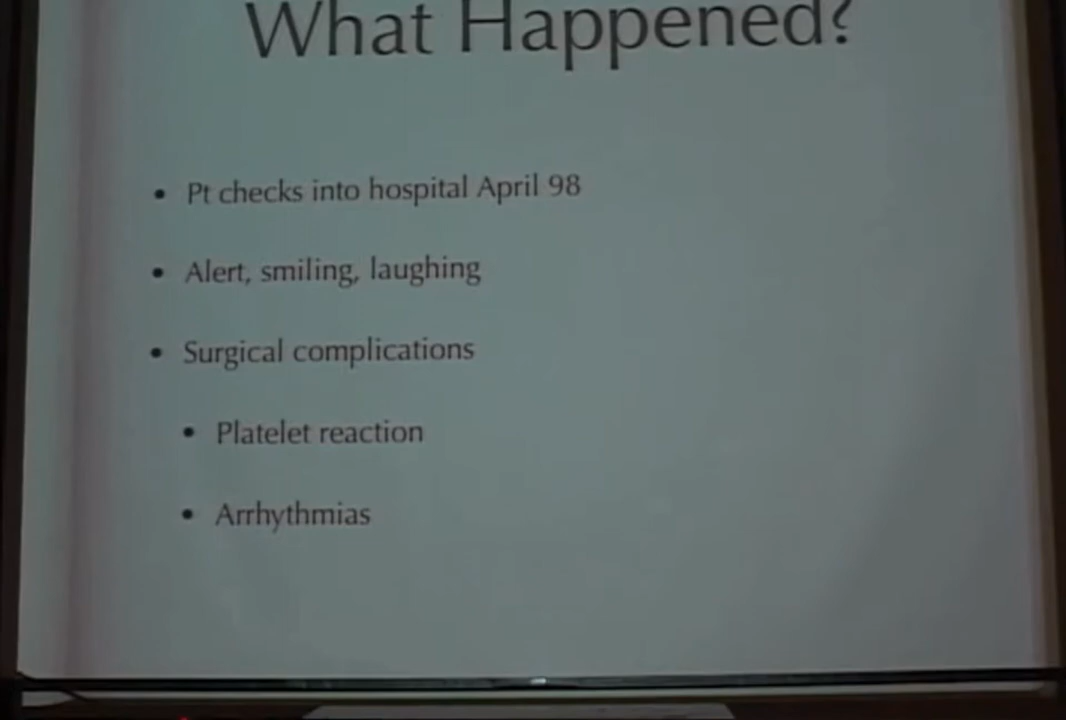 What Happened?
• Pt checks into hospital April 98
• Alert, smiling, laughing
• Surgical complications
• Platelet reaction
• Arrhythmias